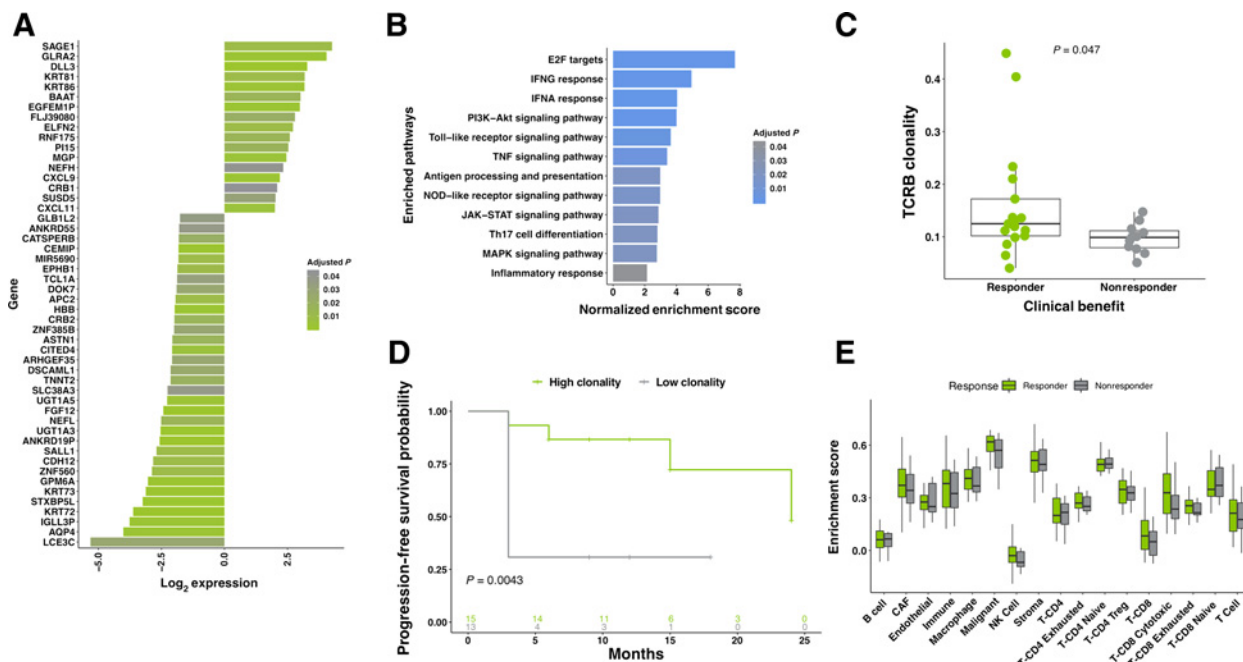 A
SAGE1
GLRA2
DLL3
KRT81
KRT86
BAAT
EGFEM1P
FLJ39080
ELFN2
RNF175
PI15
MGP
NEFH
CXCL9
CRB1
SUSD5
CXCL11
GLB1L2
ANKRD55
CATSPERB
CEMIP
MIR5690
EPHB1
TCL1A
DOK7
APC2
HBB
CRB2
ZNF385B
ASTN1
CITED4
ARHGEF35
DSCAML1
TNNT2
SLC38A3
UGT1A5
FGF12
NEFL
UGT1A3
ANKRD19P
SALL1
CDH12
ZNF560
GPM6A
KRT73
STXBP5L
KRT72
IGLL3P
AQP4
LCE3C
Gene
Adjusted P
0.04
0.03
0.02
0.01
−5.0 −2.5 0.0 2.5
Log2 expression
B
E2F targets
IFNG response
IFNA response
PI3K−Akt signaling pathway
Toll−like receptor signaling pathway
TNF signaling pathway
Antigen processing and presentation
NOD−like receptor signaling pathway
JAK−STAT signaling pathway
Th17 cell differentiation
MAPK signaling pathway
Inflammatory response
Enriched pathways
Adjusted P
0.04
0.03
0.02
0.01
0 2 4 6 8
Normalized enrichment score
C
P = 0.047
0.4
0.3
0.2
0.1
TCRB clonality
Responder Nonresponder
Clinical benefit
D
High clonality Low clonality
1.00
0.75
0.50
0.25
0.00
Progression-free survival probability
P = 0.0043
15 14 11 6 3 0
13 4 3 1 0 0
0 5 10 15 20 25
Months
E
Response Responder Nonresponder
0.6
0.3
0.0
Enrichment score
B cell
CAF
Endothelial
Immune
Macrophage
Malignant
NK Cell
Stroma
T−CD4
T−CD4 Exhausted
T−CD4 Naive
T−CD4 Treg
T−CD8
T−CD8 Cytotoxic
T−CD8 Exhausted
T−CD8 Naive
T Cell